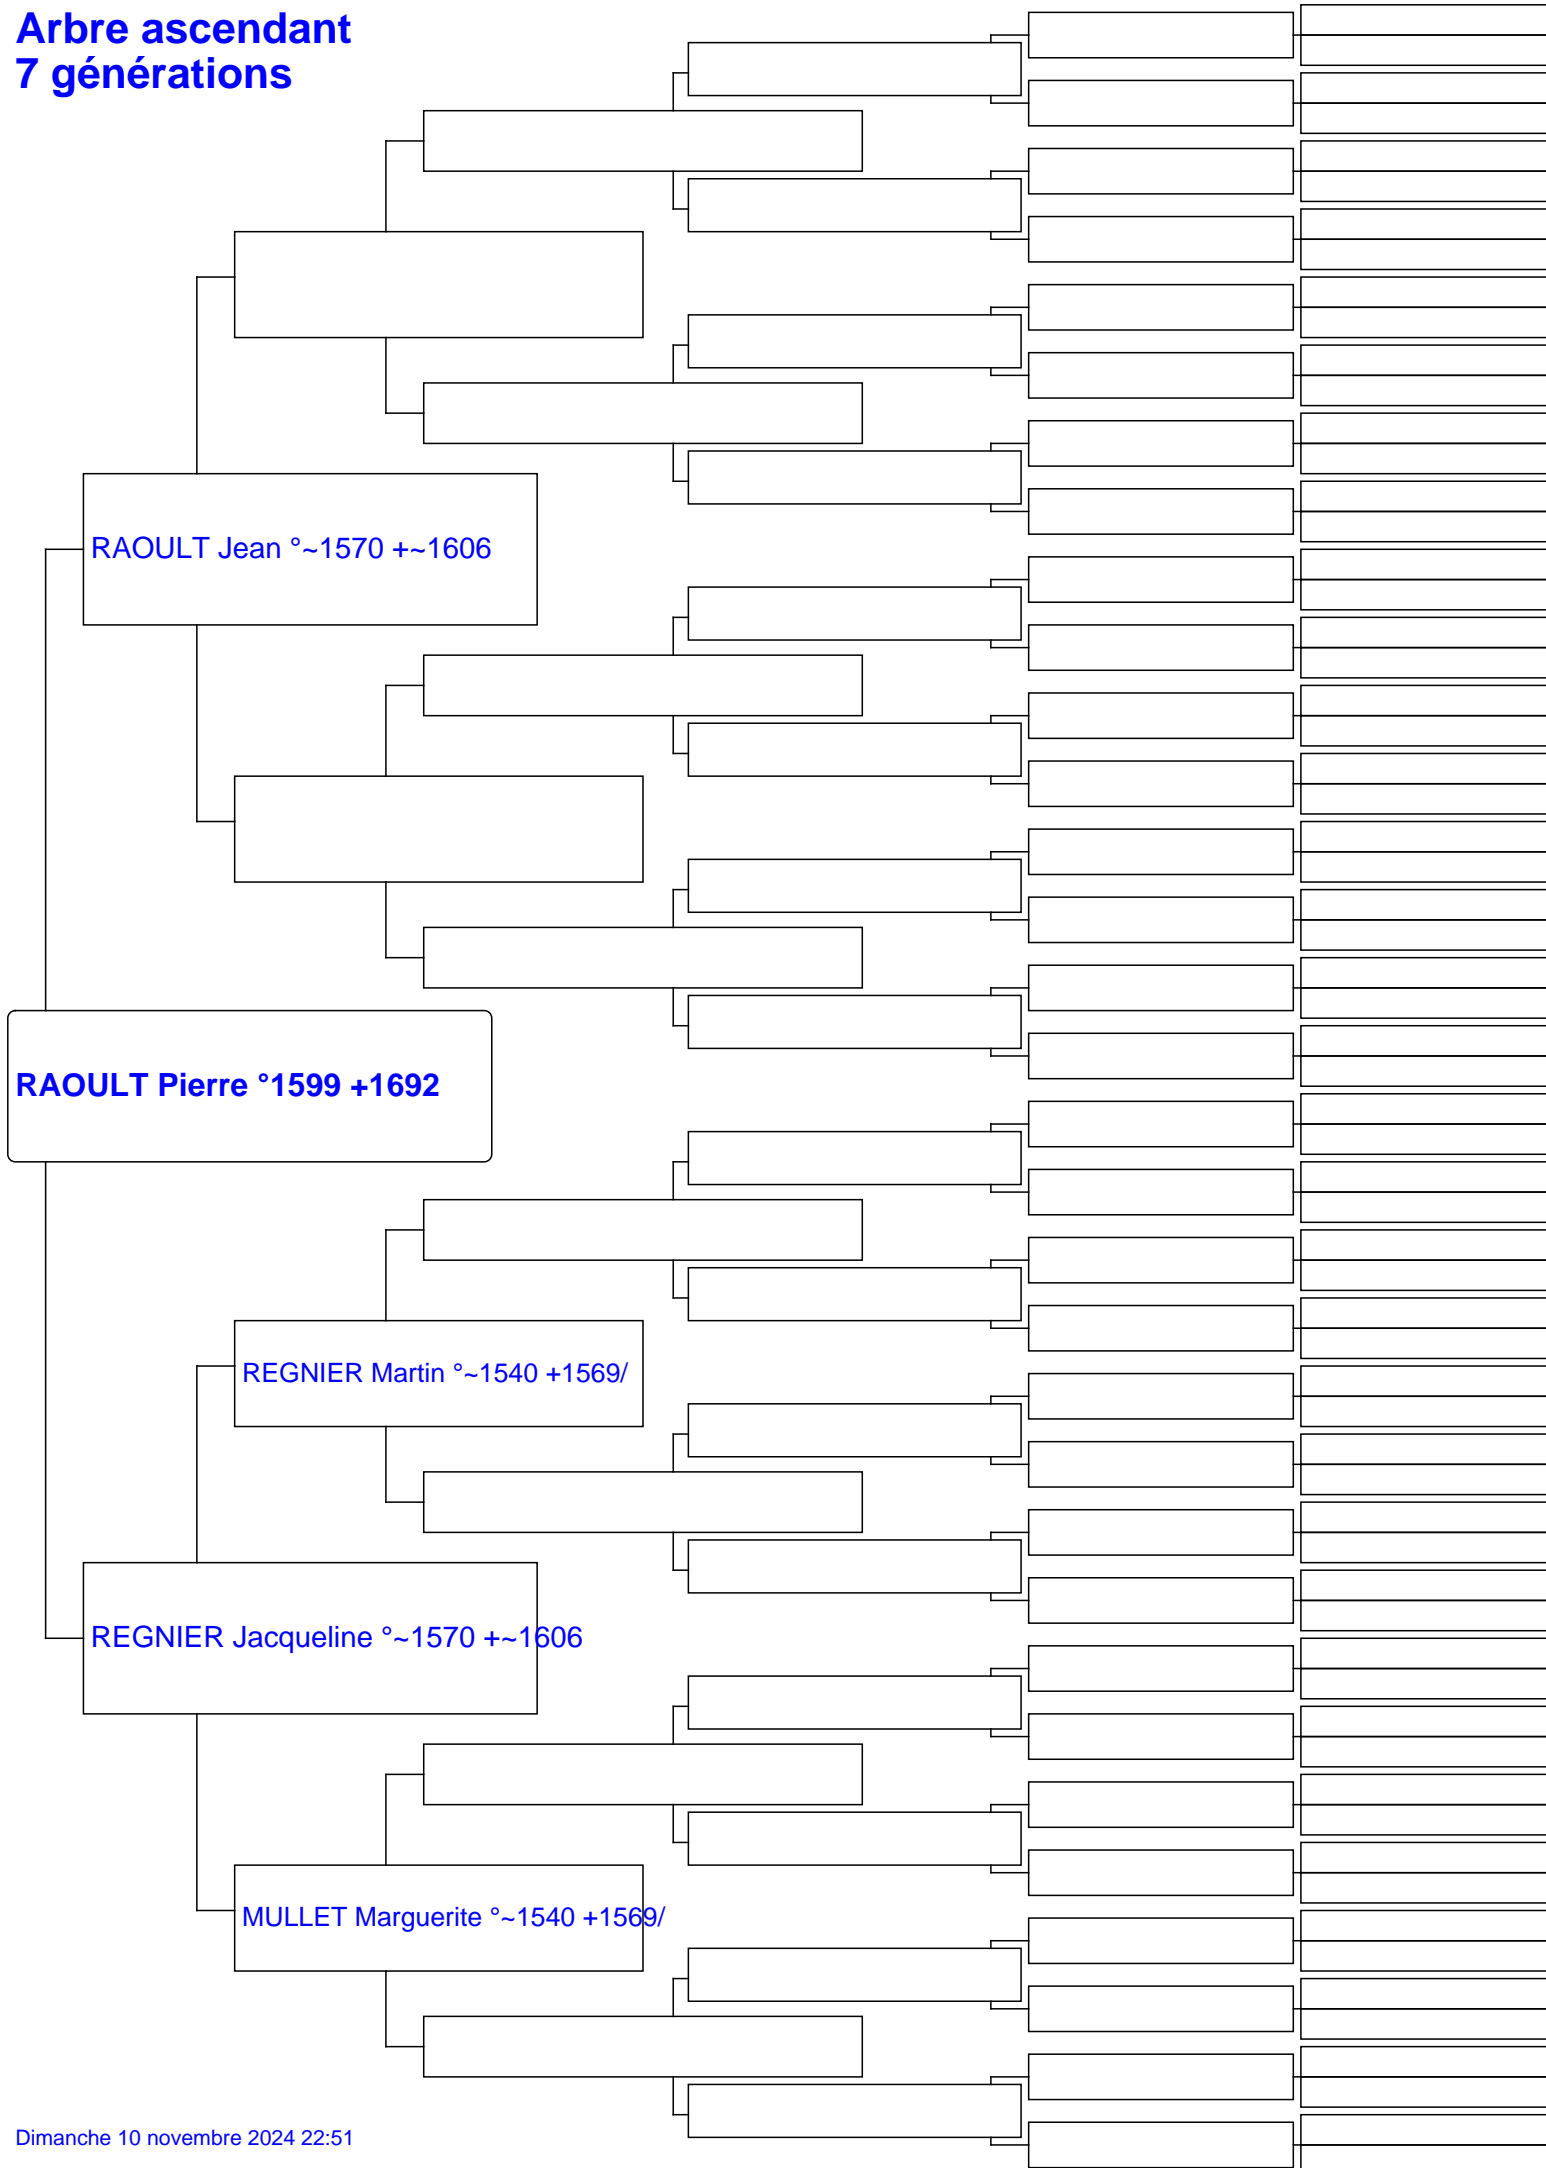 Arbre ascendant
7 générations
RAOULT Jean °~1570 +~1606
RAOULT Pierre °1599 +1692
REGNIER Martin °~1540 +1569/
REGNIER Jacqueline °~1570 +~1606
MULLET Marguerite °~1540 +1569/
Dimanche 10 novembre 2024 22:51